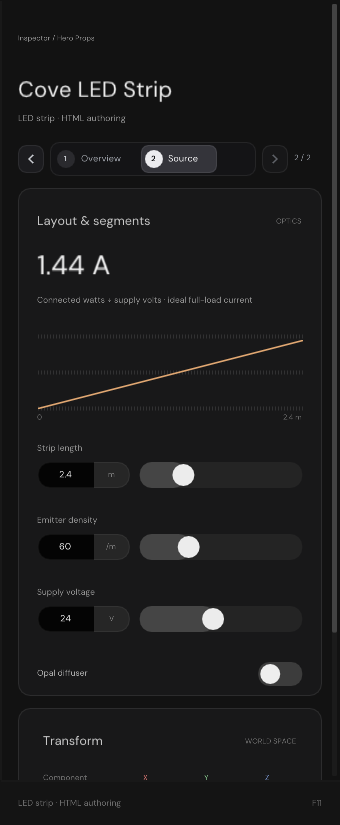 Inspector / Hero Props
Cove LED Strip
LED strip · HTML authoring
1 Overview 2 Source 2 / 2
Layout & segments OPTICS
1.44 A
Connected watts ÷ supply volts · ideal full-load current
0 2.4 m
Strip length
2.4 m
Emitter density
60 /m
Supply voltage
24 V
Opal diffuser
Transform WORLD SPACE
Component X Y Z
LED strip · HTML authoring F11